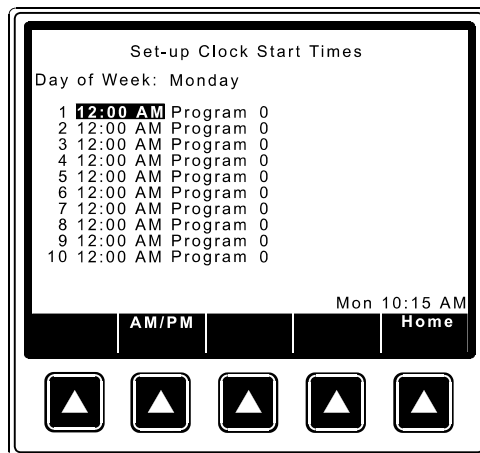 Set-up Clock Start Times
Day of Week: Monday
1 12:00 AM Program 0
2 12:00 AM Program 0
3 12:00 AM Program 0
4 12:00 AM Program 0
5 12:00 AM Program 0
6 12:00 AM Program 0
7 12:00 AM Program 0
8 12:00 AM Program 0
9 12:00 AM Program 0
10 12:00 AM Program 0
Mon 10:15 AM
AM/PM Home